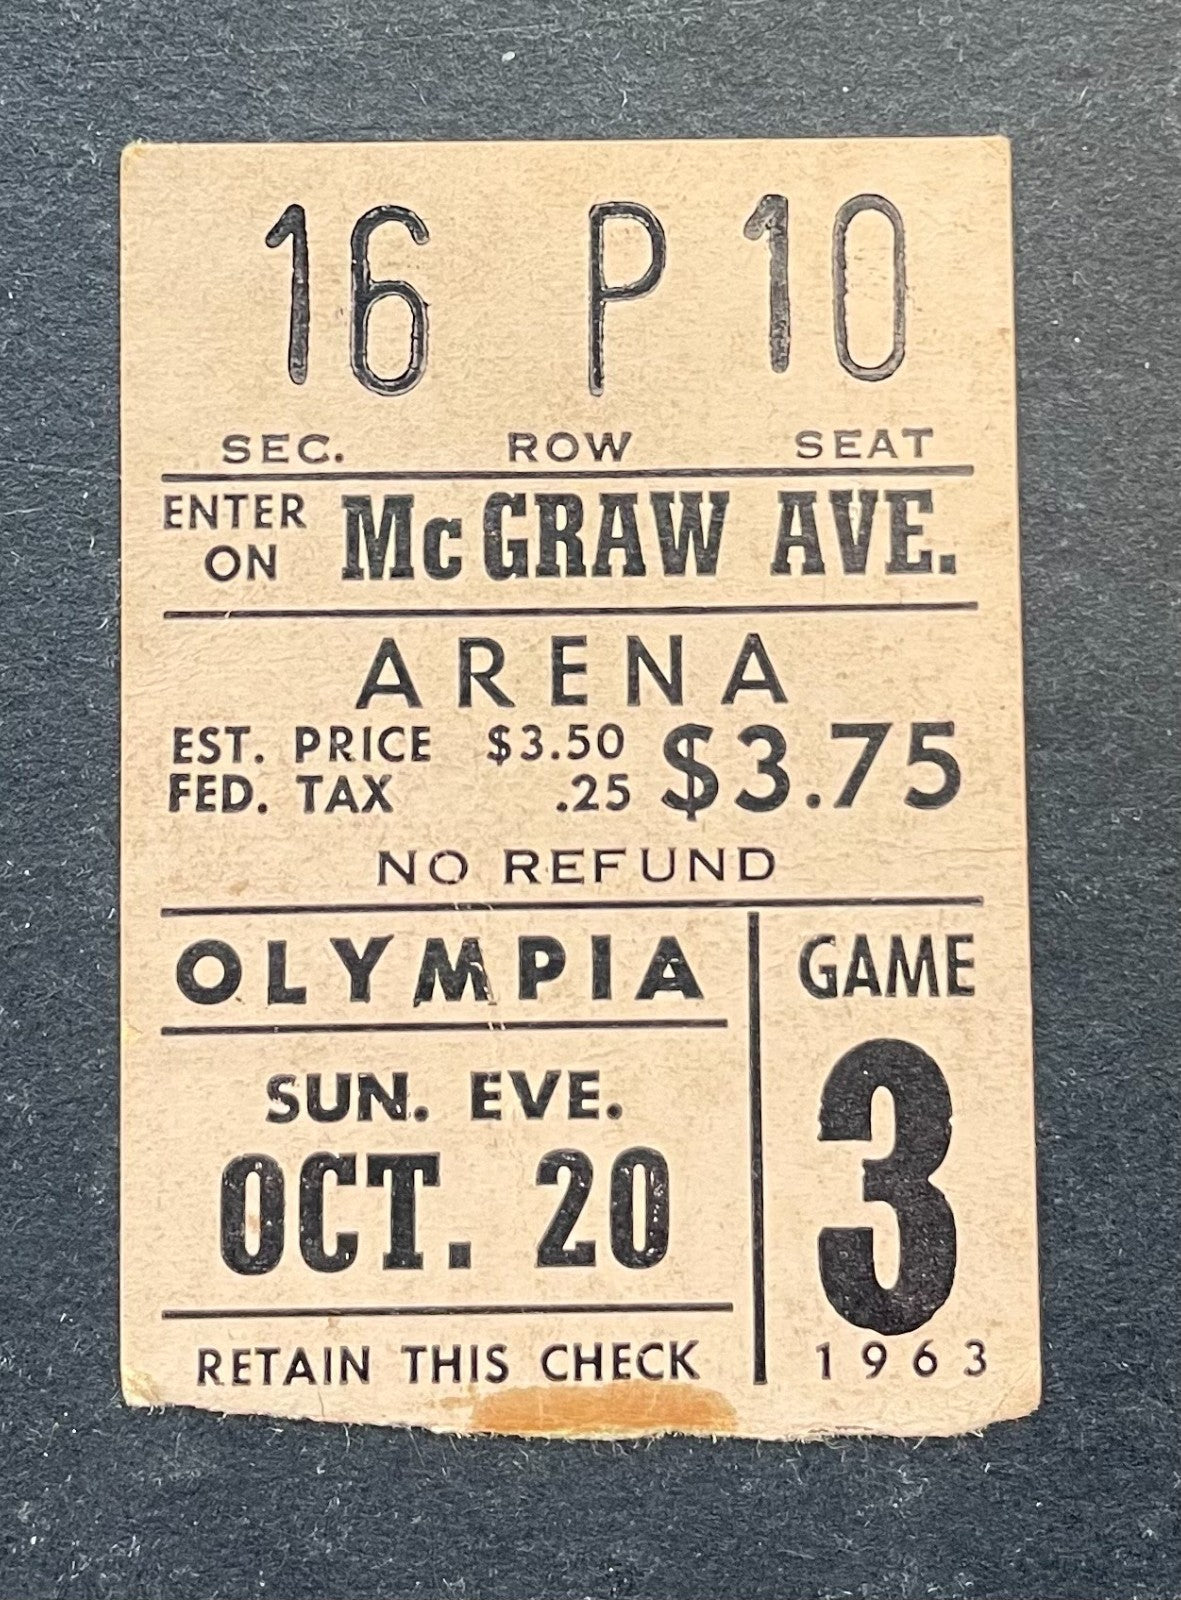 16 P 10
SEC. ROW SEAT
ENTER ON McGRAW AVE.
ARENA
EST. PRICE $3.50 $3.75
FED. TAX .25
NO REFUND
OLYMPIA
SUN. EVE.
OCT. 20
RETAIN THIS CHECK
GAME
3
1963